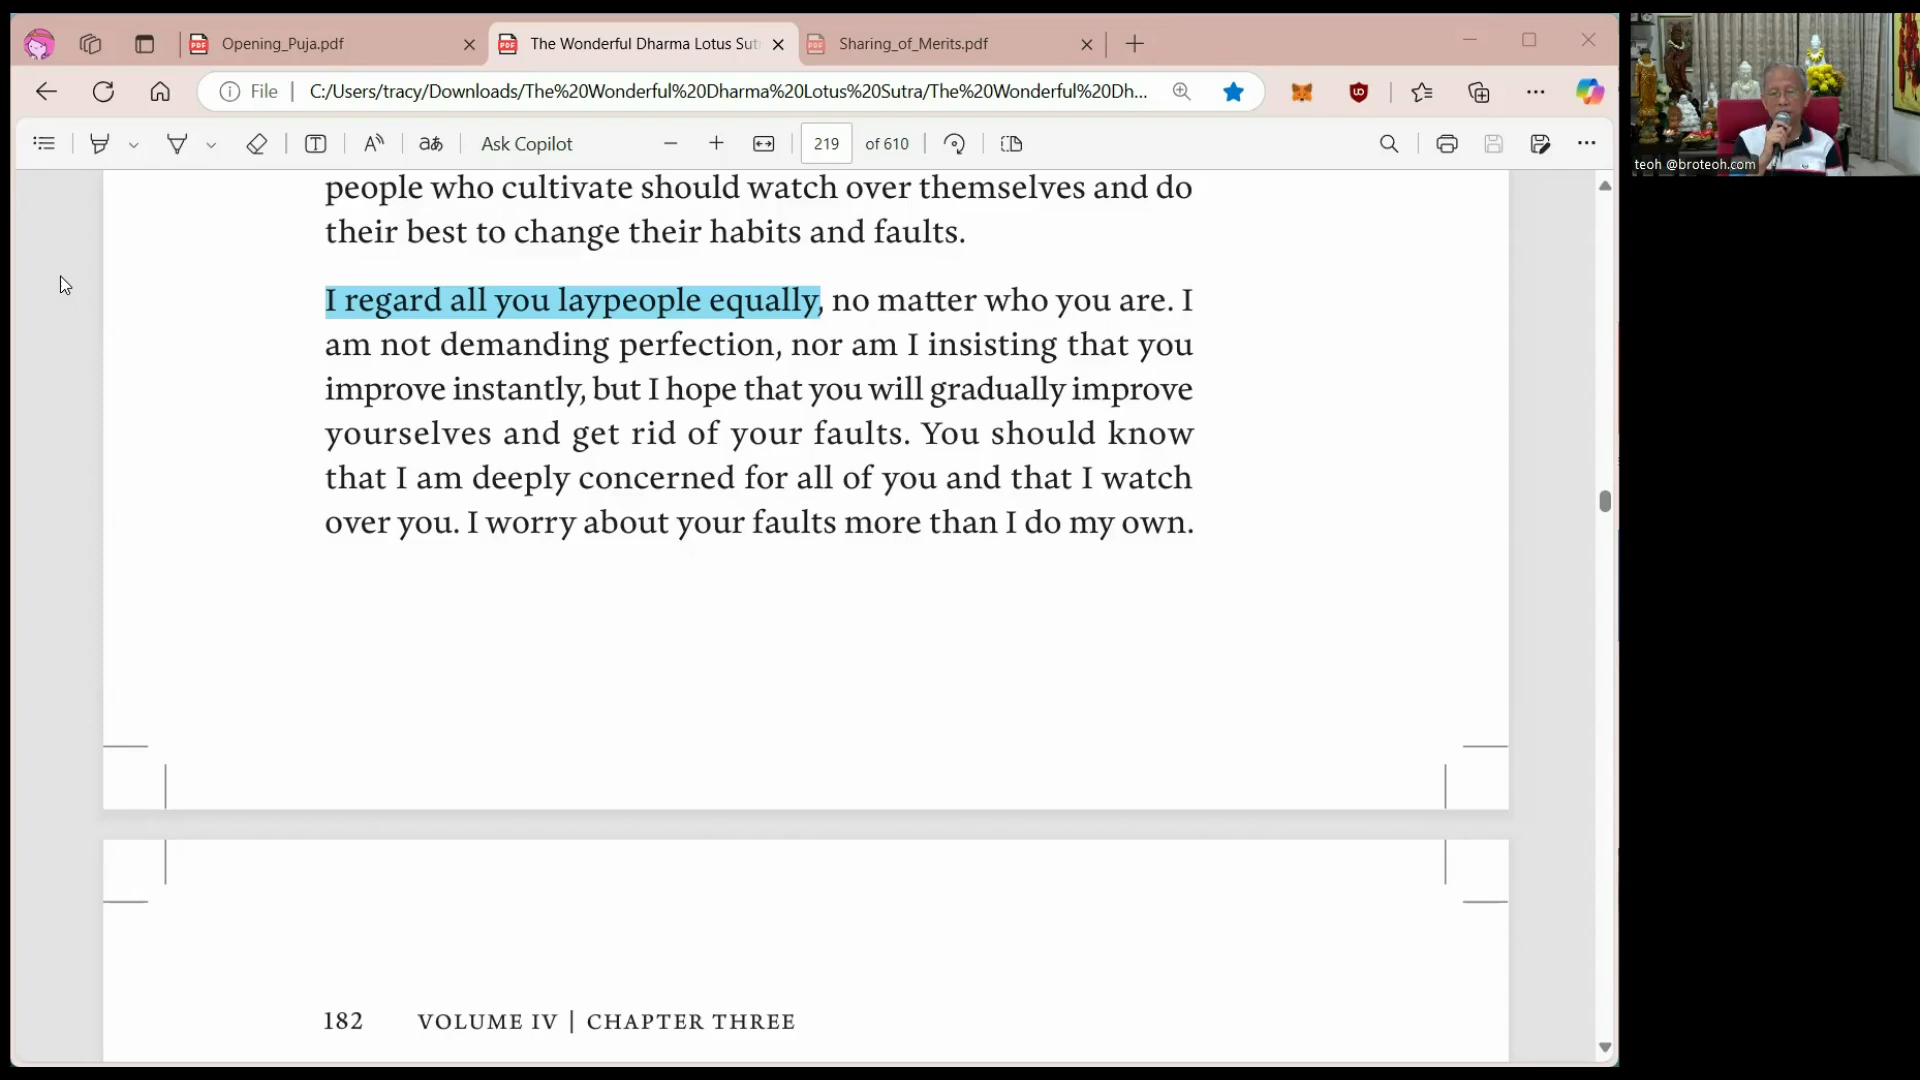 Opening_Puja.pdf
The Wonderful Dharma Lotus Sut
Sharing_of_Merits.pdf
File
C:/Users/tracy/Downloads/The%20Wonderful%20Dharma%20Lotus%20Sutra/The%20Wonderful%20Dh...
Ask Copilot
219 of 610
teoh @broteoh.com
people who cultivate should watch over themselves and do
their best to change their habits and faults.
I regard all you laypeople equally, no matter who you are. I
am not demanding perfection, nor am I insisting that you
improve instantly, but I hope that you will gradually improve
yourselves and get rid of your faults. You should know
that I am deeply concerned for all of you and that I watch
over you. I worry about your faults more than I do my own.
182 VOLUME IV | CHAPTER THREE